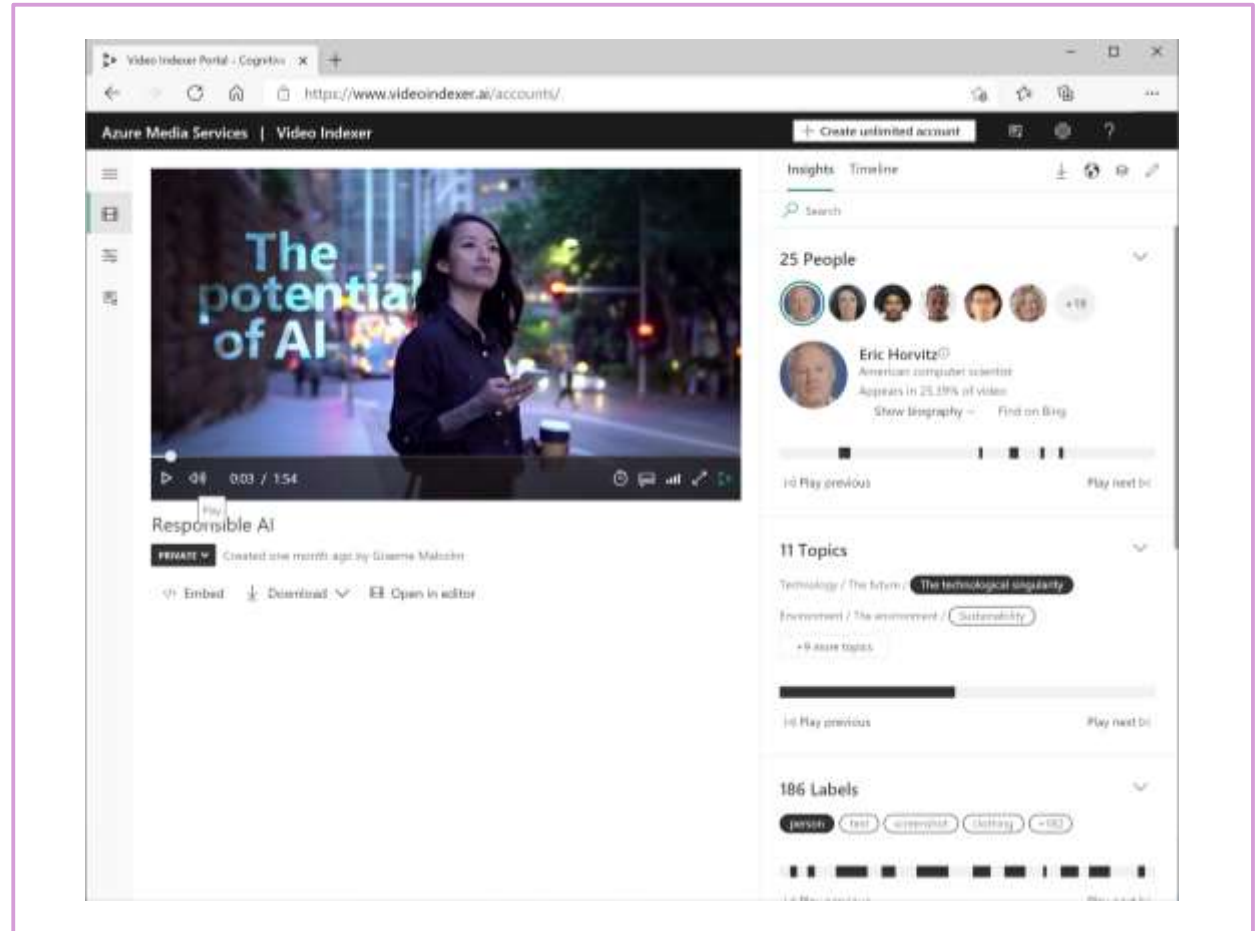 Video Indexer Portal - Cognitive
https://www.videoindexer.ai/accounts/
Azure Media Services | Video Indexer
+ Create unlimited account
?
The
potential
of AI
0:03 / 1:54
Play
Responsible AI
PRIVATE
Created one month ago by Graeme Malcolm
Embed
Download
Open in editor
Insights
Timeline
Search
25 People
+19
Eric Horvitz
American computer scientist
Appears in 25.39% of video
Show biography
Find on Bing
Play previous
Play next
11 Topics
Technology / The future / The technological singularity
Environment / The environment / Sustainability
+9 more topics
Play previous
Play next
186 Labels
person
text
screenshot
clothing
+182
Play previous
Play next